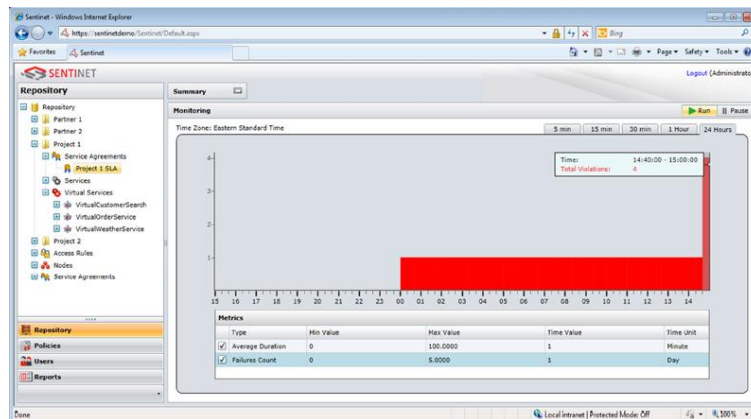 Sentinet - Windows Internet Explorer
https://sentinetdemo/Sentinet/Default.aspx
Bing
Favorites Sentinet
Page Safety Tools
SENTINET
Logout (Administrato
Repository
Summary
Monitoring
Run Pause
Time Zone: Eastern Standard Time
5 min 15 min 30 min 1 Hour 24 Hours
Repository
Partner 1
Partner 2
Project 1
Service Agreements
Project 1 SLA
Services
Virtual Services
VirtualCustomerSearch
VirtualOrderService
VirtualWeatherService
Project 2
Access Rules
Nodes
Service Agreements
Repository
Policies
Users
Reports
Time: 14:40:00 - 15:00:00
Total Violations: 4
4
3
2
1
15 16 17 18 19 20 21 22 23 00 01 02 03 04 05 06 07 08 09 10 11 12 13 14
Metrics
Type Min Value Max Value Time Value Time Unit
Average Duration 0 100.0000 1 Minute
Failures Count 0 5.0000 1 Day
Done
Local intranet | Protected Mode: Off
100%